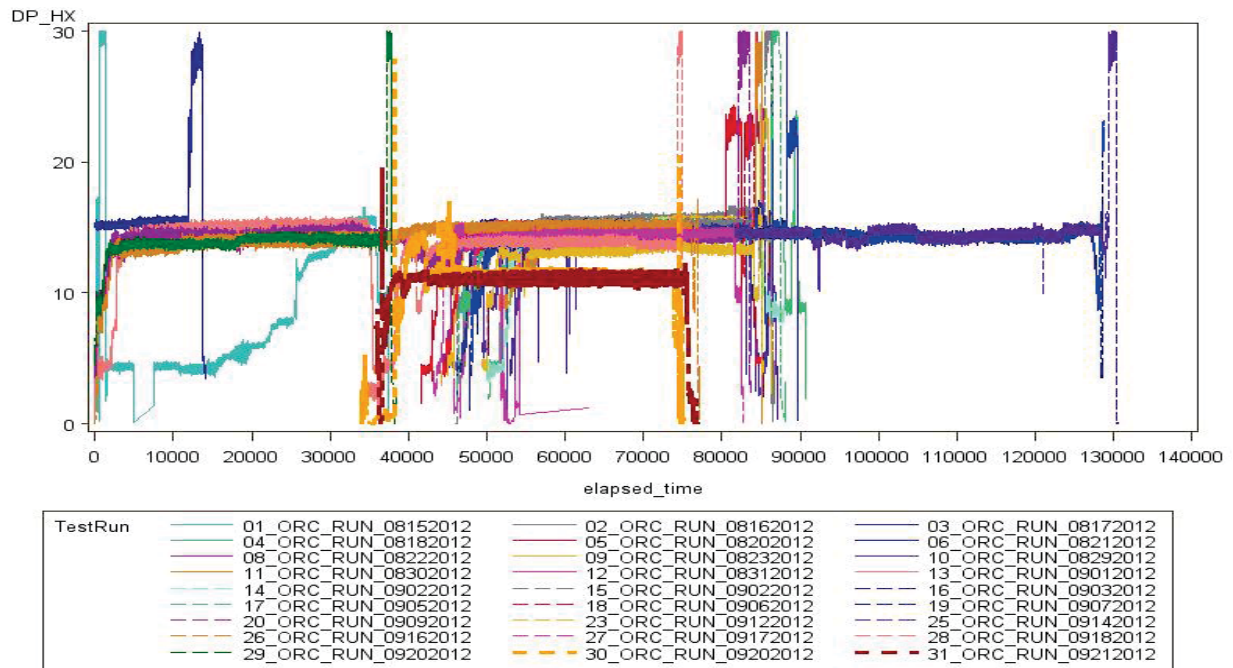 DP_HX
30
20
10
0
0 10000 20000 30000 40000 50000 60000 70000 80000 90000 100000 110000 120000 130000 140000
elapsed_time
TestRun 01_ORC_RUN_08152012 02_ORC_RUN_08162012 03_ORC_RUN_08172012
04_ORC_RUN_08182012 05_ORC_RUN_08202012 06_ORC_RUN_08212012
08_ORC_RUN_08222012 09_ORC_RUN_08232012 10_ORC_RUN_08292012
11_ORC_RUN_08302012 12_ORC_RUN_08312012 13_ORC_RUN_09012012
14_ORC_RUN_09022012 15_ORC_RUN_09022012 16_ORC_RUN_09032012
17_ORC_RUN_09052012 18_ORC_RUN_09062012 19_ORC_RUN_09072012
20_ORC_RUN_09092012 23_ORC_RUN_09122012 25_ORC_RUN_09142012
26_ORC_RUN_09162012 27_ORC_RUN_09172012 28_ORC_RUN_09182012
29_ORC_RUN_09202012 30_ORC_RUN_09202012 31_ORC_RUN_09212012